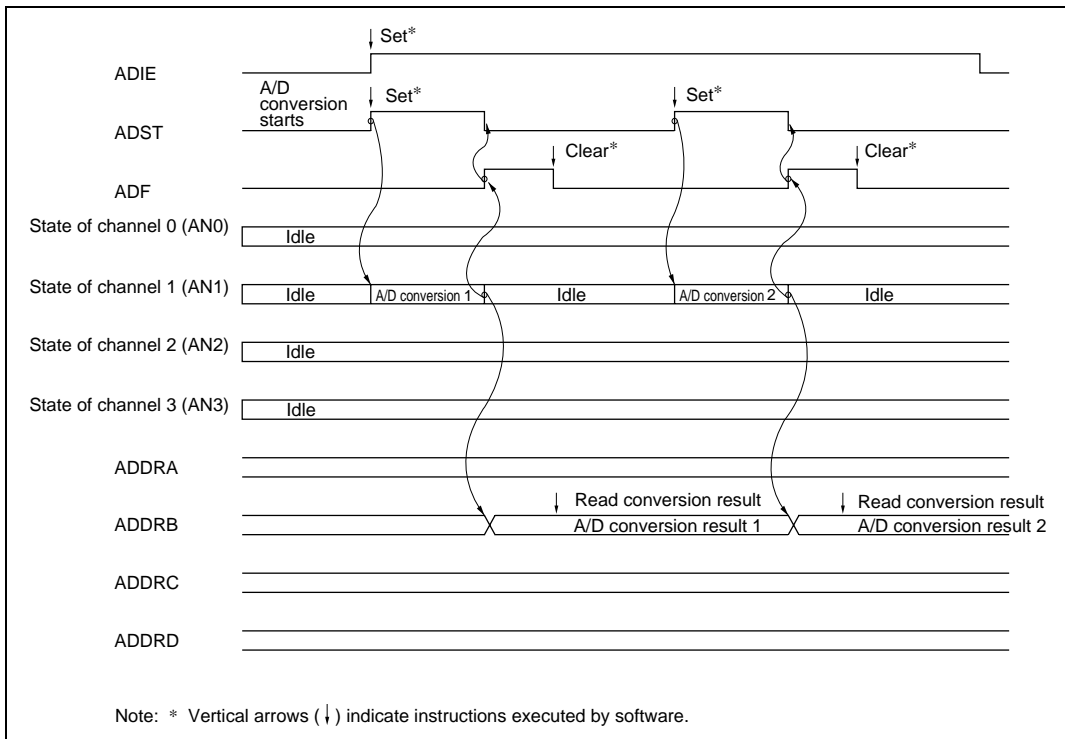 Set*
ADIE
A/D
conversion
starts
Set* Set*
ADST
Clear* Clear*
ADF
State of channel 0 (AN0) Idle
State of channel 1 (AN1) Idle A/D conversion 1 Idle A/D conversion 2 Idle
State of channel 2 (AN2) Idle
State of channel 3 (AN3) Idle
ADDRA
Read conversion result Read conversion result
ADDRB A/D conversion result 1 A/D conversion result 2
ADDRC
ADDRD
Note: * Vertical arrows (↓) indicate instructions executed by software.